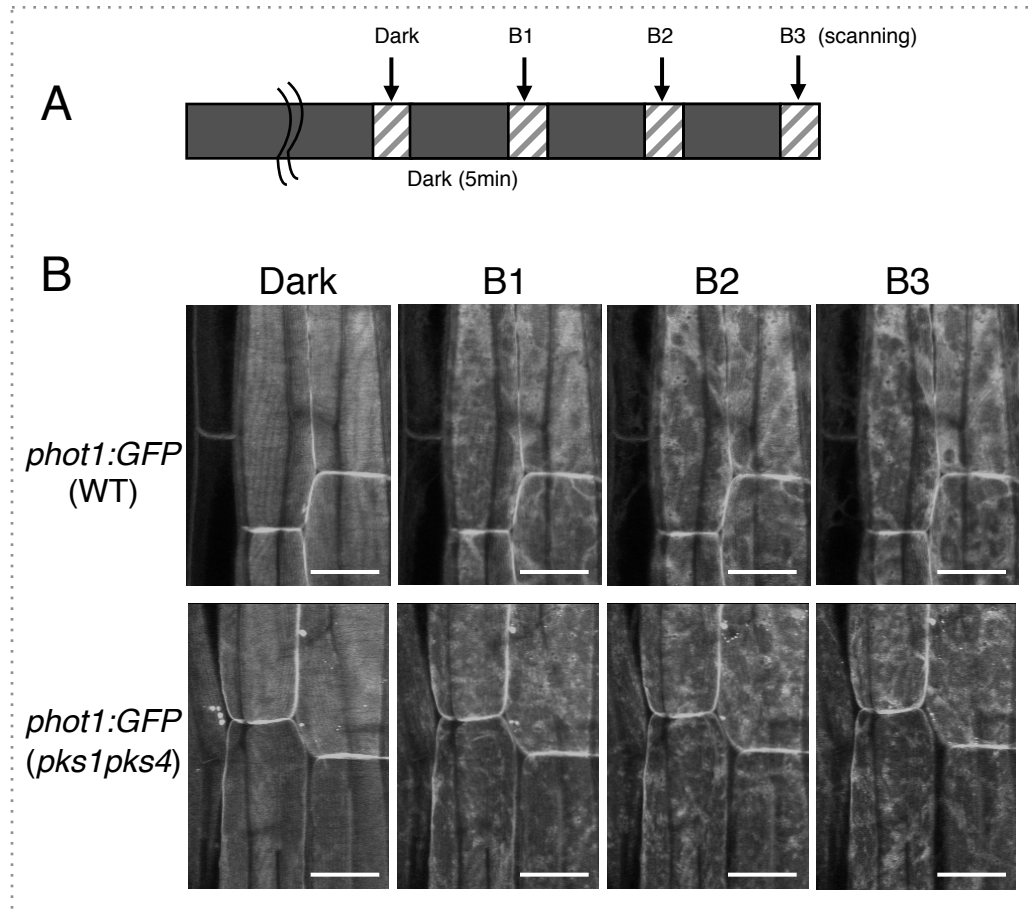 A
Dark
B1
B2
B3 (scanning)
Dark (5min)
B
Dark
B1
B2
B3
phot1:GFP
(WT)
phot1:GFP
(pks1pks4)